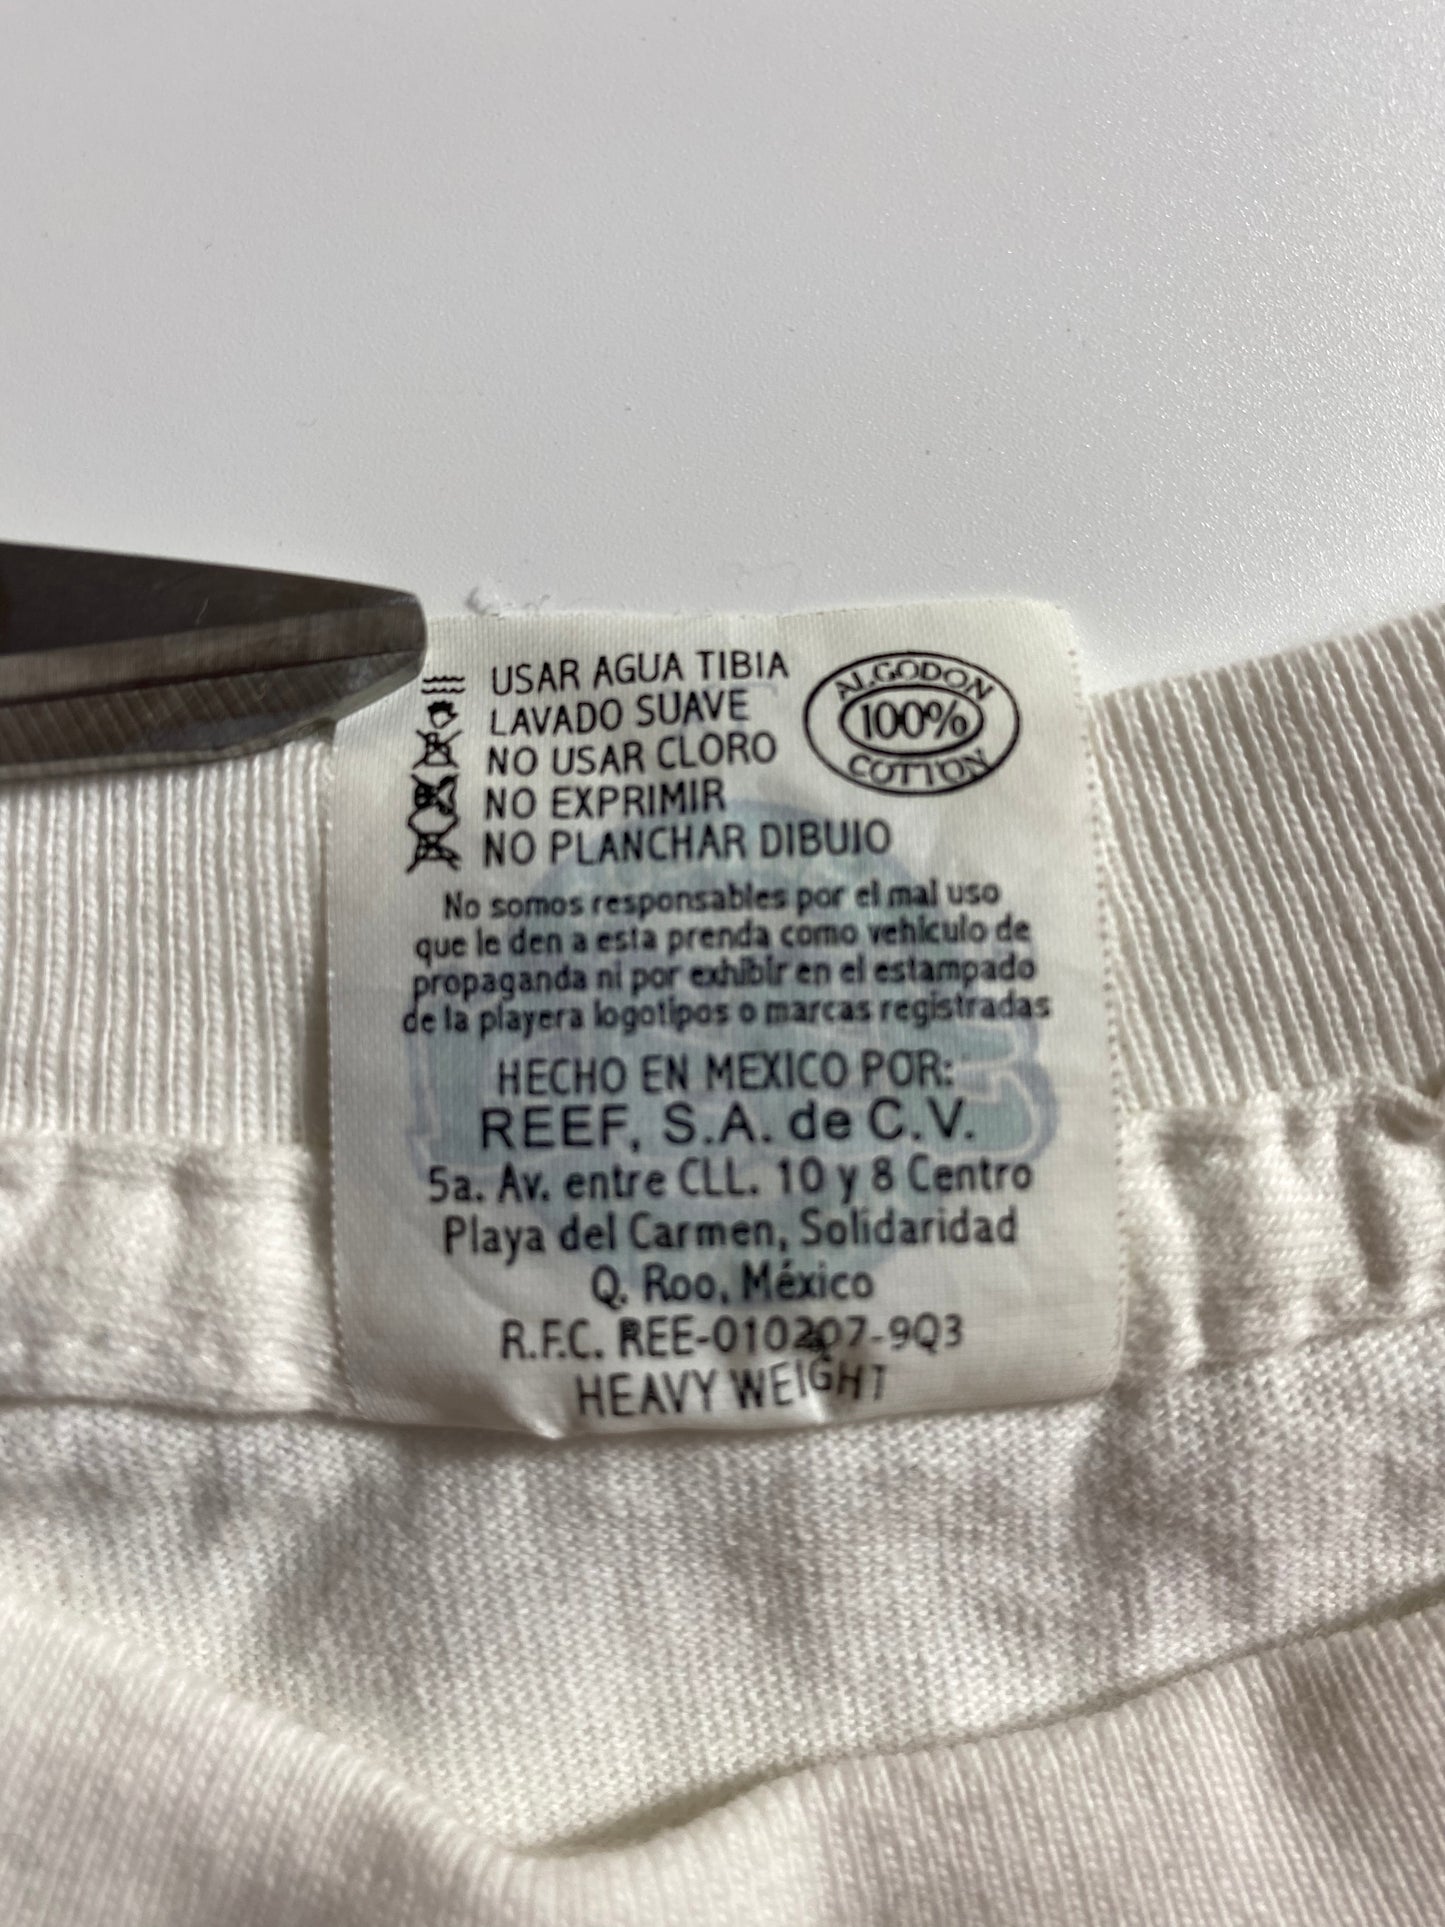 USAR AGUA TIBIA
LAVADO SUAVE
NO USAR CLORO
NO EXPRIMIR
NO PLANCHAR DIBUJO
ALGODON
100%
COTTON
No somos responsables por el mal uso
que le den a esta prenda como vehiculo de
propaganda ni por exhibir en el estampado
de la playera logotipos o marcas registradas
HECHO EN MEXICO POR:
REEF, S.A. de C.V.
5a. Av. entre CLL. 10 y 8 Centro
Playa del Carmen, Solidaridad
Q. Roo, México
R.F.C. REE-010207-9Q3
HEAVY WEIGHT